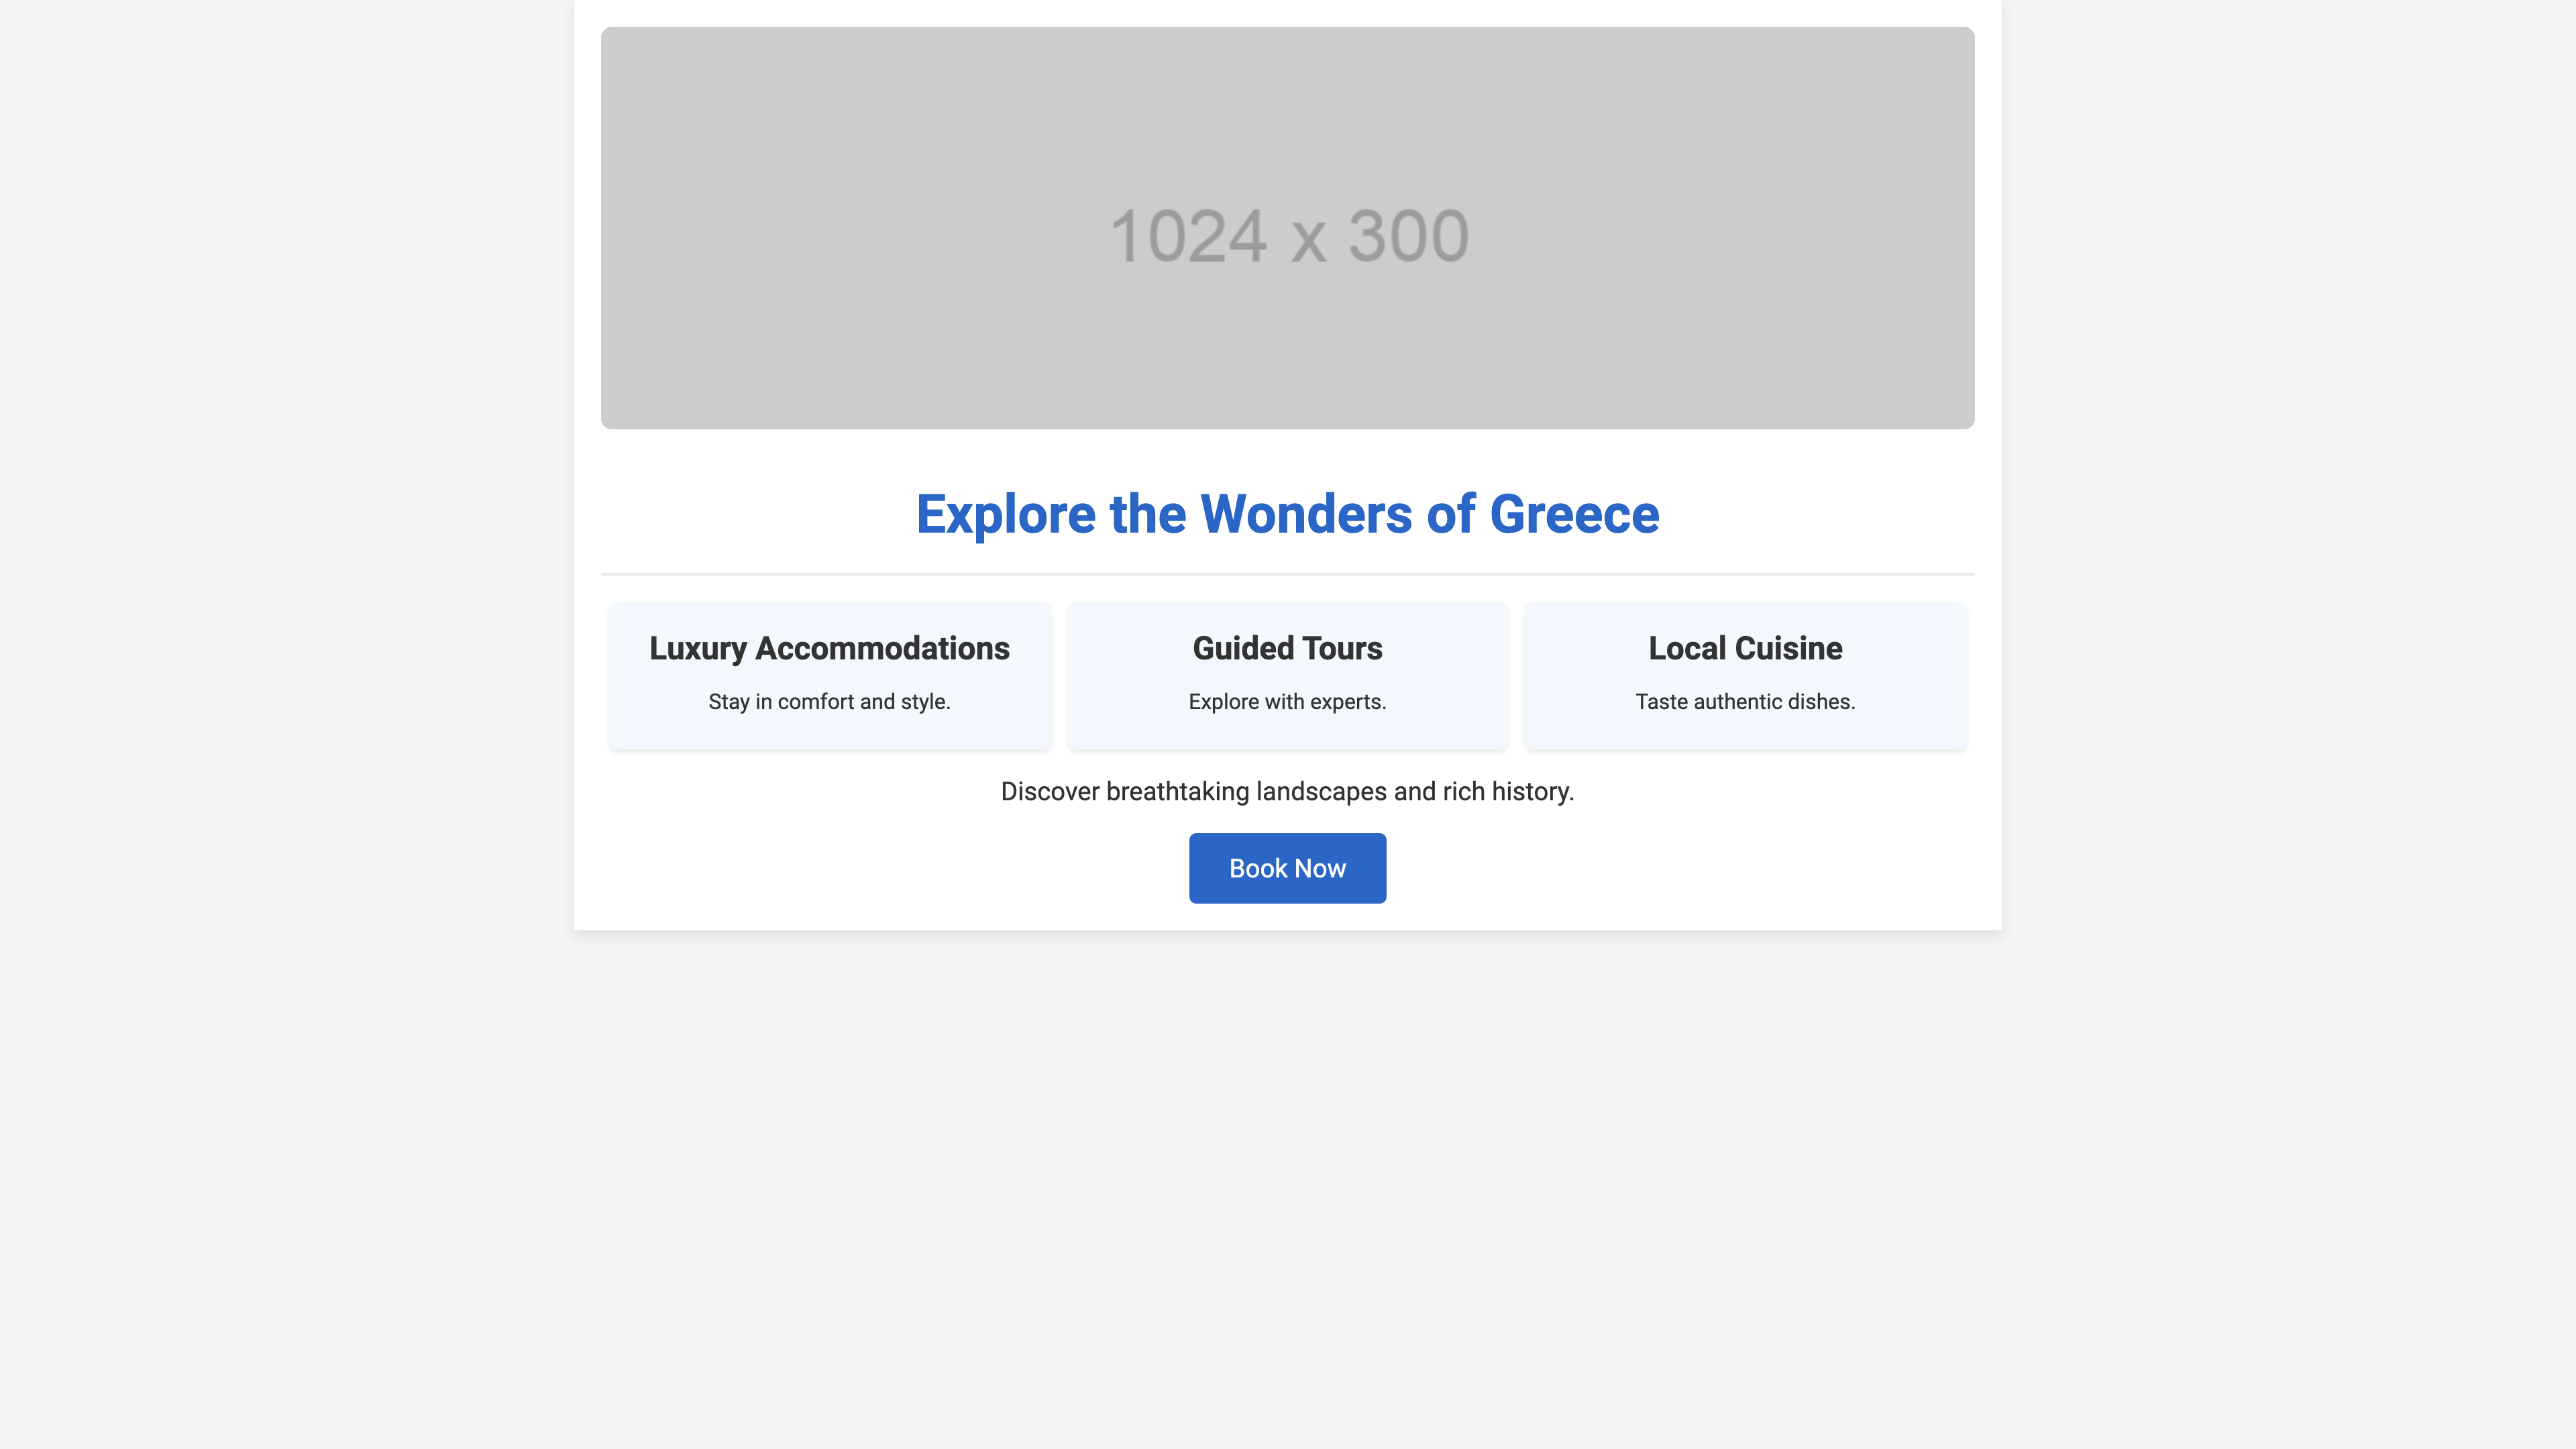 1024 x 300
Explore the Wonders of Greece
Luxury Accommodations
Stay in comfort and style.
Guided Tours
Explore with experts.
Local Cuisine
Taste authentic dishes.
Discover breathtaking landscapes and rich history.
Book Now